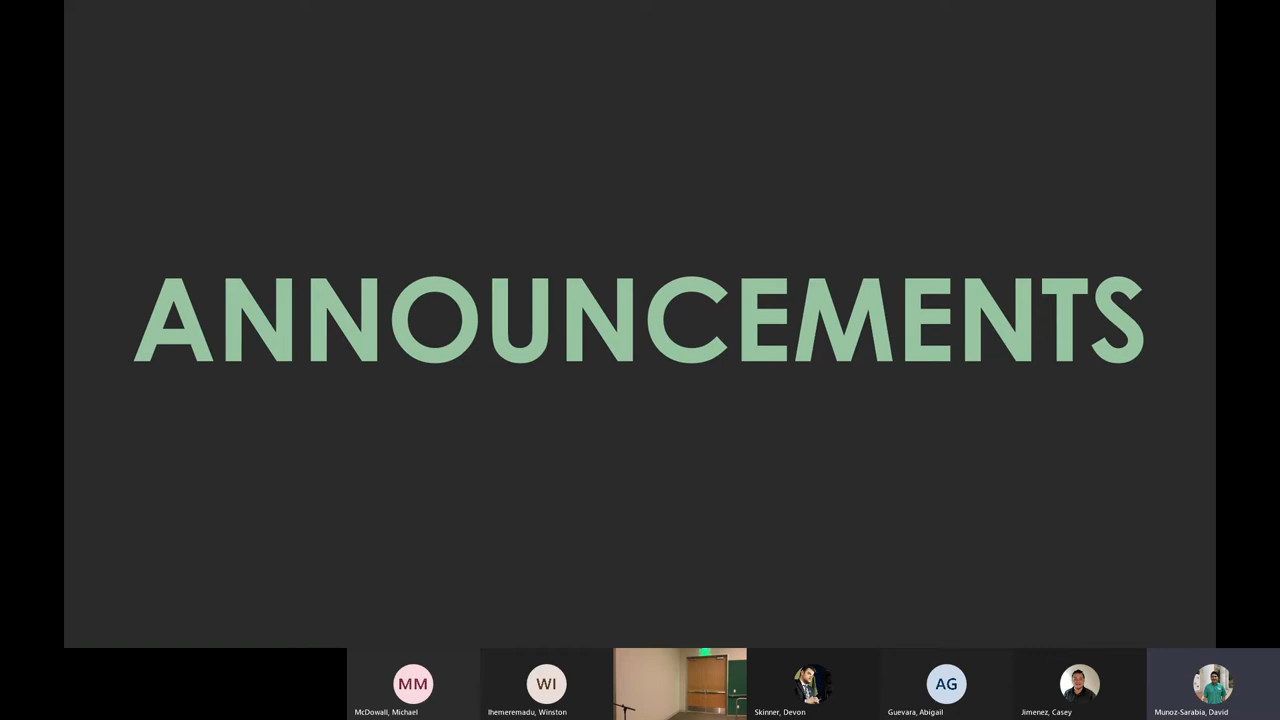 ANNOUNCEMENTS
MM
WI
AG
McDowall, Michael
Ihemeremadu, Winston
Skinner, Devon
Guevara, Abigail
Jimenez, Casey
Munoz-Sarabia, David